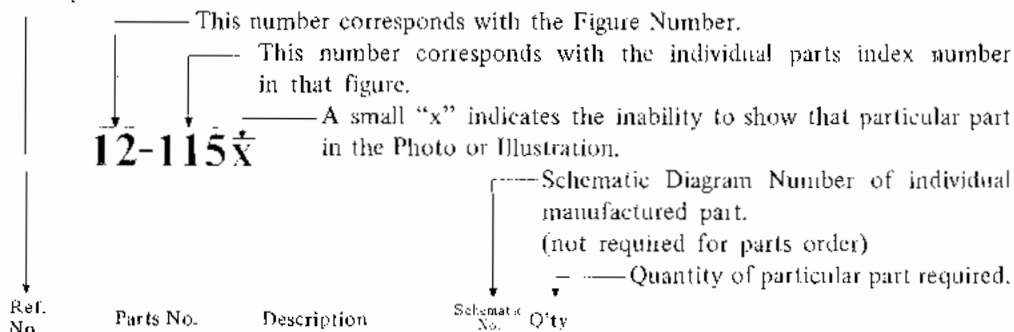 This number corresponds with the Figure Number.
This number corresponds with the individual parts index number
in that figure.
A small “x” indicates the inability to show that particular part
in the Photo or Illustration.
12-115x
Schematic Diagram Number of individual
manufactured part.
(not required for parts order)
Quantity of particular part required.
Ref.
No.
Parts No.
Description
Schematic
No.
Q'ty